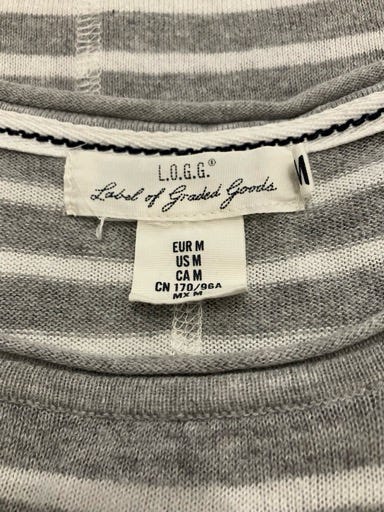 L.O.G.G.®
Label of Graded Goods
M
EUR M
US M
CA M
CN 170/96A
MX M